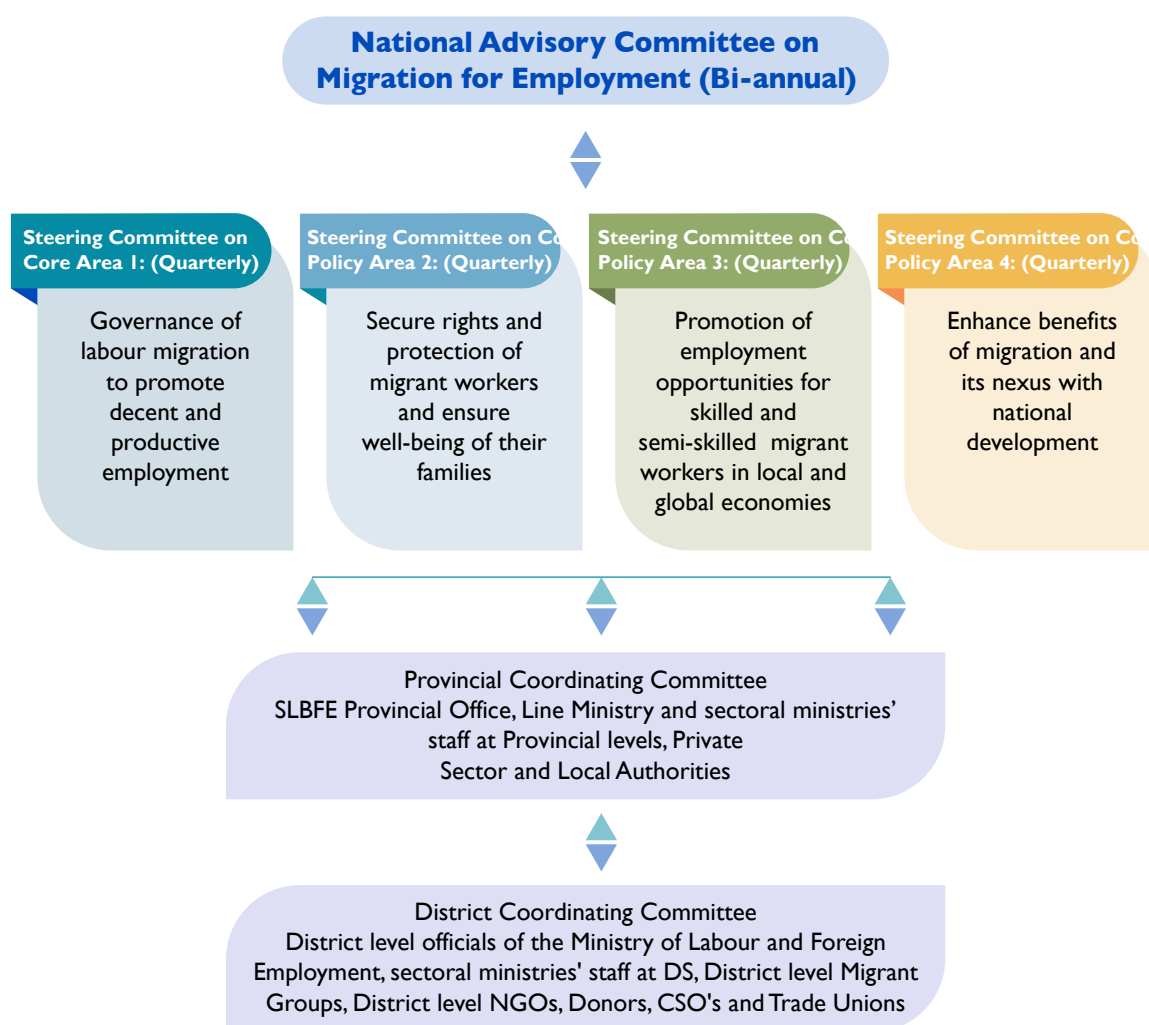 National Advisory Committee on
Migration for Employment (Bi-annual)
Steering Committee on
Core Area 1: (Quarterly)
Governance of
labour migration
to promote
decent and
productive
employment
Steering Committee on Co
Policy Area 2: (Quarterly)
Secure rights and
protection of
migrant workers
and ensure
well-being of their
families
Steering Committee on Co
Policy Area 3: (Quarterly)
Promotion of
employment
opportunities for
skilled and
semi-skilled migrant
workers in local and
global economies
Steering Committee on Co
Policy Area 4: (Quarterly)
Enhance benefits
of migration and
its nexus with
national
development
Provincial Coordinating Committee
SLBFE Provincial Office, Line Ministry and sectoral ministries’
staff at Provincial levels, Private
Sector and Local Authorities
District Coordinating Committee
District level officials of the Ministry of Labour and Foreign
Employment, sectoral ministries' staff at DS, District level Migrant
Groups, District level NGOs, Donors, CSO's and Trade Unions